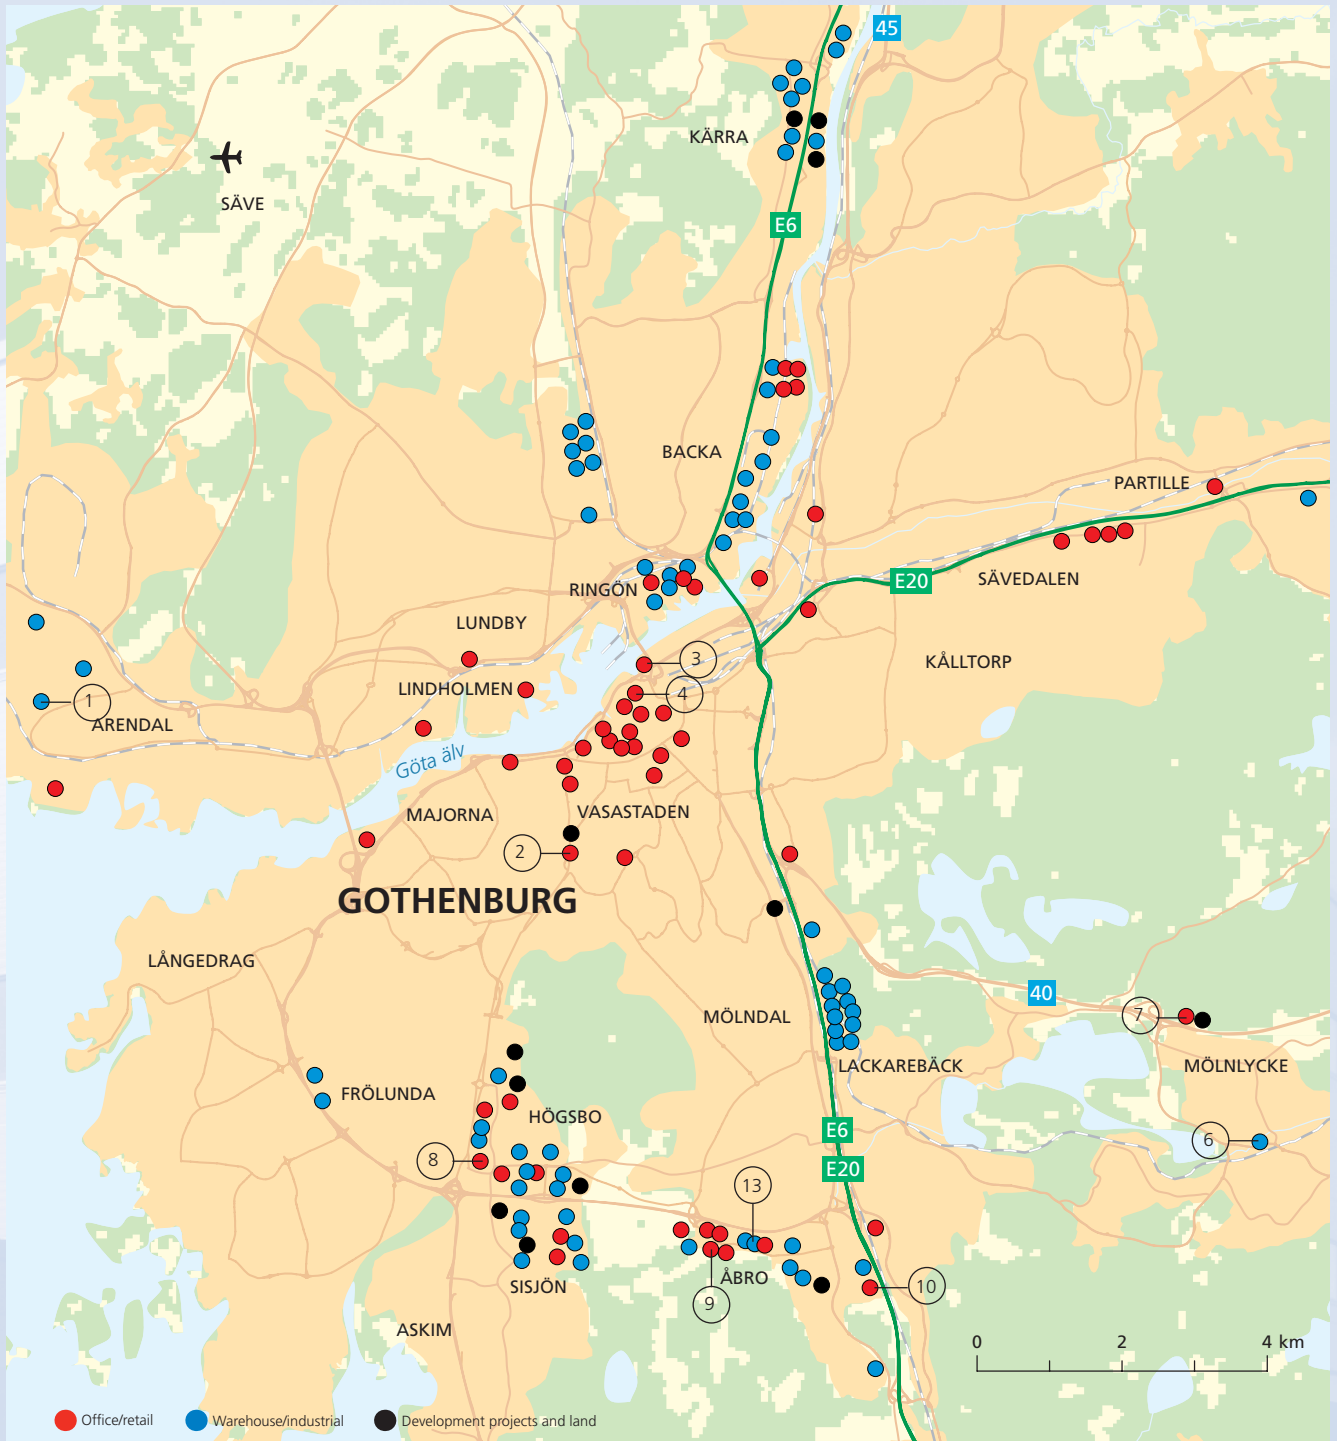 45
KÄRRA
SÄVE
E6
BACKA
PARTILLE
E20
SÄVEDALEN
RINGÖN
LUNDBY
3
KÅLLTORP
LINDHOLMEN
4
1
ARENDAL
Göta älv
MAJORNA
VASASTADEN
2
GOTHENBURG
LÅNGEDRAG
40
MÖLNDAL
7
LACKAREBÄCK
MÖLNLYCKE
FRÖLUNDA
HÖGSBO
E6
6
8
E20
13
ÅBRO
SISJÖN
10
9
ASKIM
0 2 4 km
Office/retail Warehouse/industrial Development projects and land